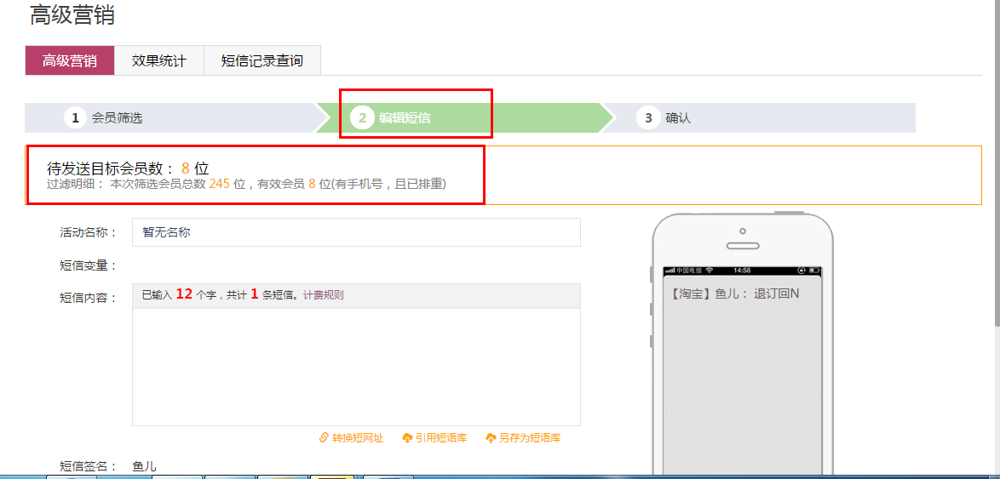 高级营销
高级营销 效果统计 短信记录查询
1 会员筛选 2 编辑短信 3 确认
待发送目标会员数： 8 位
过滤明细： 本次筛选会员总数 245 位，有效会员 8 位(有手机号，且已排重)
活动名称： 暂无名称
短信变量：
短信内容： 已输入 12 个字，共计 1 条短信。计费规则
中国电信 14:58
【淘宝】鱼儿： 退订回N
转换短网址 引用短语库 另存为短语库
短信签名： 鱼儿